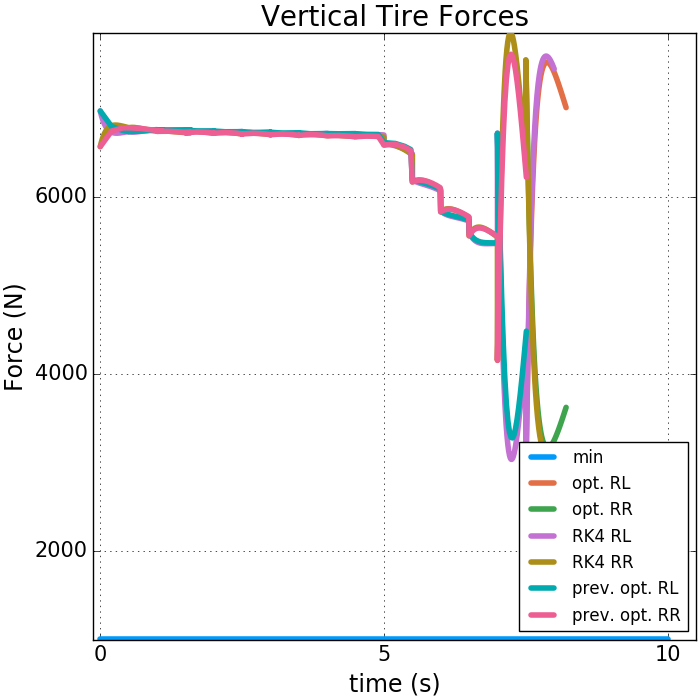 Vertical Tire Forces
Force (N)
6000
4000
2000
0
5
10
time (s)
min
opt. RL
opt. RR
RK4 RL
RK4 RR
prev. opt. RL
prev. opt. RR